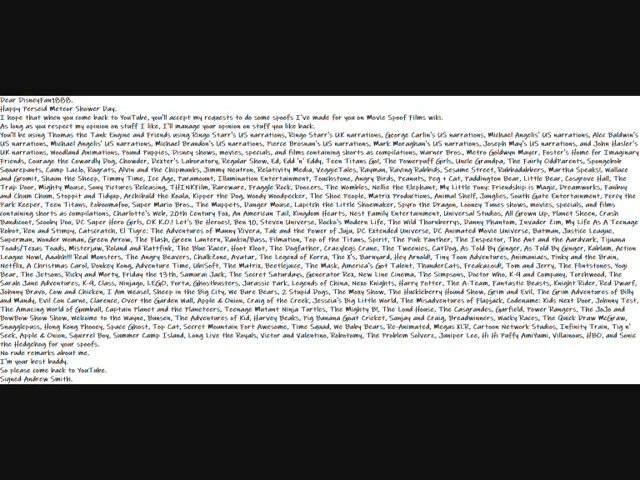 Dear DisneyFan1888.
Happy Perseid Meteor Shower Day.
I hope that when you come back to YouTube, you'll accept my requests to do some spoofs I've made for you on Movie Spoof Films wiki.
As long as you respect my opinion on stuff I like, I'll manage your opinion on stuff you like back.
You'll be using Thomas the Tank Engine and Friends using Ringo Starr's US narrations, Ringo Starr's UK narrations, George Carlin's US narrations, Michael Angelis' US narrations, Alec Baldwin's
US narrations, Michael Angelis' UK narrations, Michael Brandon's US narrations, Pierce Brosnan's US narrations, Mark Moraghan's US narrations, Joseph May's US narrations, and John Hasler's
UK narrations, Woodland Animations, Pound Puppies, Disney shows, movies, specials, and films containing shorts as compilations, Warner Bros., Metro Goldwyn Mayer, Foster's Home for Imaginary
Friends, Courage the Cowardly Dog, Chowder, Dexter's Laboratory, Regular Show, Ed, Edd 'n' Eddy, Teen Titans Go!, The Powerpuff Girls, Uncle Grandpa, The Fairly OddParents, Spongebob
Squarepants, Camp Lazlo, Rugrats, Alvin and the Chipmunks, Jimmy Neutron, Relativity Media, VeggieTales, Rayman, Raving Rabbids, Sesame Street, Rubbadubbers, Martha Speaks!, Wallace
and Gromit, Shaun the Sheep, Timmy Time, Ice Age, Paramount, Illumination Entertainment, Touchstone, Angry Birds, Peanuts, Peg + Cat, Paddington Bear, Little Bear, Cosgrove Hall, The
Trap Door, Mighty Mouse, Sony Pictures Releasing, THINKFilm, Rareware, Fraggle Rock, Doozers, The Wombles, Nellie the Elephant, My Little Pony: Friendship is Magic, Dreamworks, Fanboy
and Chum Chum, Stoppit and Tidyup, Archibald the Koala, Kipper the Dog, Woody Woodpecker, The Shoe People, Matrix Productions, Animal Shelf, Junglies, South Gate Entertainment, Percy the
Park Keeper, Teen Titans, Zoboomafoo, Super Mario Bros., The Muppets, Danger Mouse, Lapitch the Little Shoemaker, Spyro the Dragon, Looney Tunes shows, movies, specials, and films
containing shorts as compilations, Charlotte's Web, 20th Century Fox, An American Tail, Kingdom Hearts, Nest Family Entertainment, Universal Studios, All Grown Up, Planet Sheen, Crash
Bandicoot, Scooby Doo, DC Super Hero Girls, OK K.O.! Let's Be Heroes!, Ben 10, Steven Universe, Rocko's Modern Life, The Wild Thornberrys, Danny Phantom, Invader Zim, My Life As A Teenage
Robot, Ren and Stimpy, Catscratch, El Tigre: The Adventures of Manny Rivera, Tak and the Power of Juju, DC Extended Universe, DC Animated Movie Universe, Batman, Justice League,
Superman, Wonder Woman, Green Arrow, The Flash, Green Lantern, Rankin/Bass, Filmation, Top of the Titans, Spirit, The Pink Panther, The Inspector, The Ant and the Aardvark, Tijuana
Toads/Texas Toads, Misterjaw, Roland and Rattfink, The Blue Racer, Hoot Kloot, The Dogfather, Crazylegs Crane, The Tweenies, CatDog, As Told By Ginger, As Told By Ginger, Kablam, Action
League Now!, Aaahh!!! Real Monsters, The Angry Beavers, ChalkZone, Avatar, The Legend of Korra, The X's, Barnyard, Hey Arnold!, Tiny Toon Adventures, Animaniacs, Pinky and the Brain,
Netflix, A Christmas Carol, Donkey Kong, Adventure Time, UbiSoft, The Matrix, Beetlejuice, The Mask, America's Got Talent, ThunderCats, Freakazoid!, Tom and Jerry, The Flintstones, Yogi
Bear, The Jetsons, Ricky and Morty, Friday the 13th, Samurai Jack, The Secret Saturdays, Generator Rex, New Line Cinema, The Simpsons, Doctor Who, K-9 and Company, Torchwood, The
Sarah Jane Adventures, K-9, Class, Ninjago, LEGO, Porta, Ghostbusters, Jurassic Park, Legends of Chima, Nexo Knights, Harry Potter, The A-Team, Fantastic Beasts, Knight Rider, Red Dwarf,
Johnny Bravo, Cow and Chicken, I Am Weasel, Sheep in the Big City, We Bare Bears, 2 Stupid Dogs, The Moxy Show, The Huckleberry Hound Show, Grim and Evil, The Grim Adventures of Billy
and Mandy, Evil Con Carne, Clarence, Over the Garden Wall, Apple & Onion, Craig of the Creek, Jesscia's Big Little World, The Misadventures of Flapjack, Codename: Kids Next Door, Johnny Test,
The Amazing World of Gumball, Captain Planet and the Planeteers, Teenage Mutant Ninja Turtles, The Mighty B!, The Loud House, The Casgrandes, Garfield, Power Rangers, The JoJo and
BowBow Show Show, Welcome to the wayne, Bunsen, The Adventures of Kid, Harvey Beaks, Pig Banana Goat Cricket, Sanjay and Craig, Breadwinners, Wacky Races, The Quick Draw McGraw,
Snagglepuss, Hong Kong Phooey, Space Ghost, Top Cat, Secret Mountain Fort Awesome, Time Squad, We Baby Bears, Re-Animated, Megas XLR, Cartoon Network Studios, Infinity Train, Tig n'
Seek, Apple & Onion, Squirrel Boy, Summer Camp Island, Long Live the Royals, Victor and Valentino, Robotomy, The Problem Solverz, Juniper Lee, Hi Hi Puffy AmiYumi, Villainous, HBO, and Sonic
the Hedgehog for your spoofs.
No rude remarks about me.
I'm your best buddy.
So please come back to YouTube.
Signed Andrew Smith.